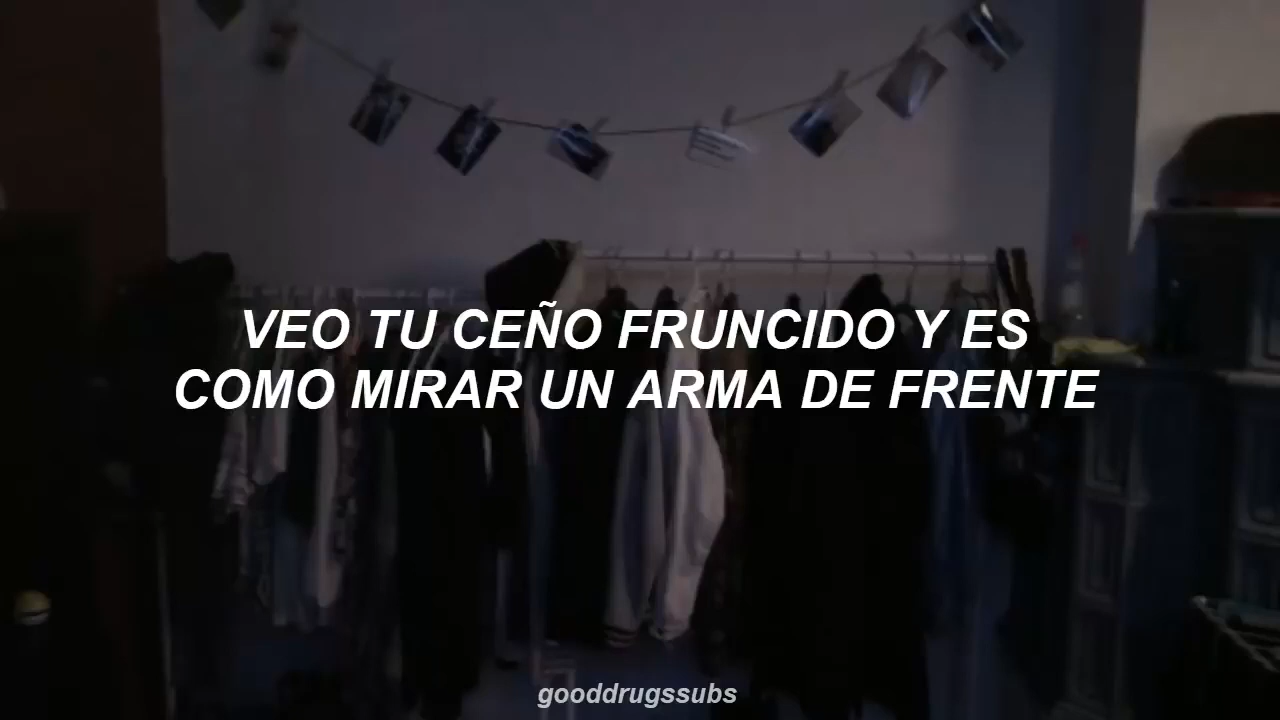 VEO TU CEÑO FRUNCIDO Y ES
COMO MIRAR UN ARMA DE FRENTE
gooddrugssubs